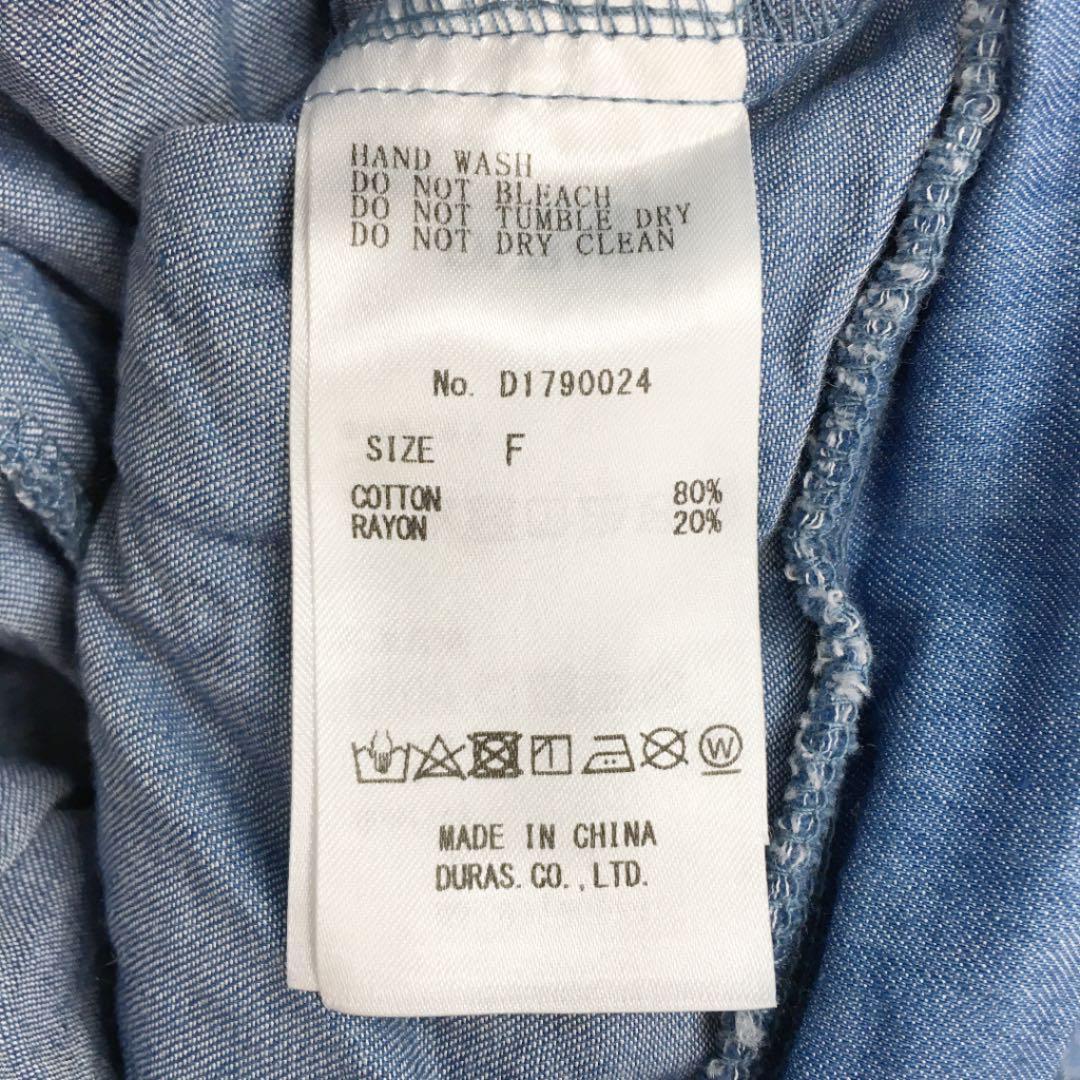 HAND WASH
DO NOT BLEACH
DO NOT TUMBLE DRY
DO NOT DRY CLEAN
No. D1790024
SIZE F
COTTON 80%
RAYON 20%
W
MADE IN CHINA
DURAS.CO.,LTD.